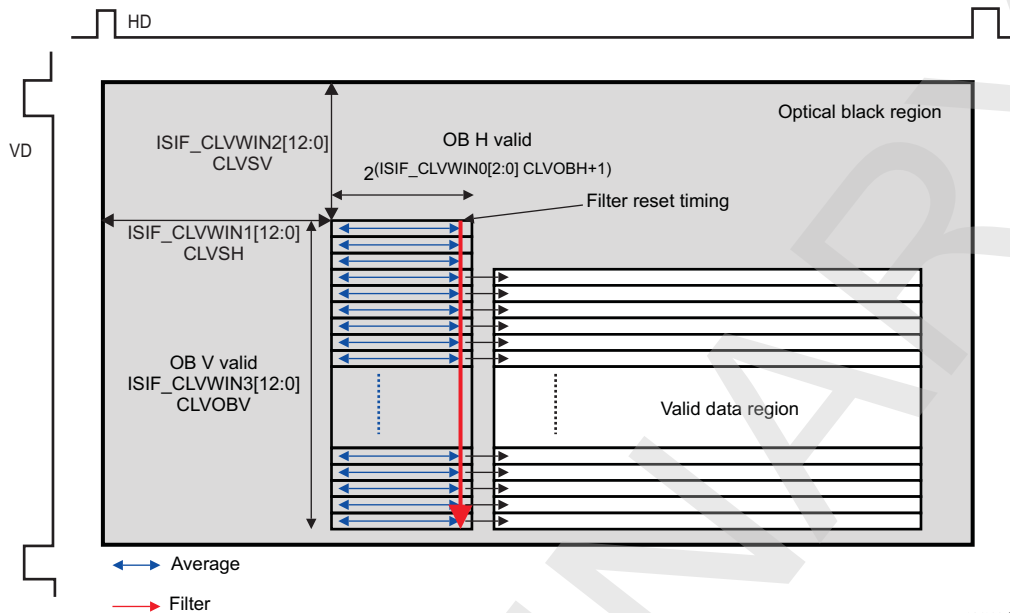 HD
VD
Optical black region
ISIF_CLVWIN2[12:0]
CLVSV
OB H valid
2(ISIF_CLVWIN0[2:0] CLVOBH+1)
Filter reset timing
ISIF_CLVWIN1[12:0]
CLVSH
OB V valid
ISIF_CLVWIN3[12:0]
CLVOBV
Valid data region
Average
Filter